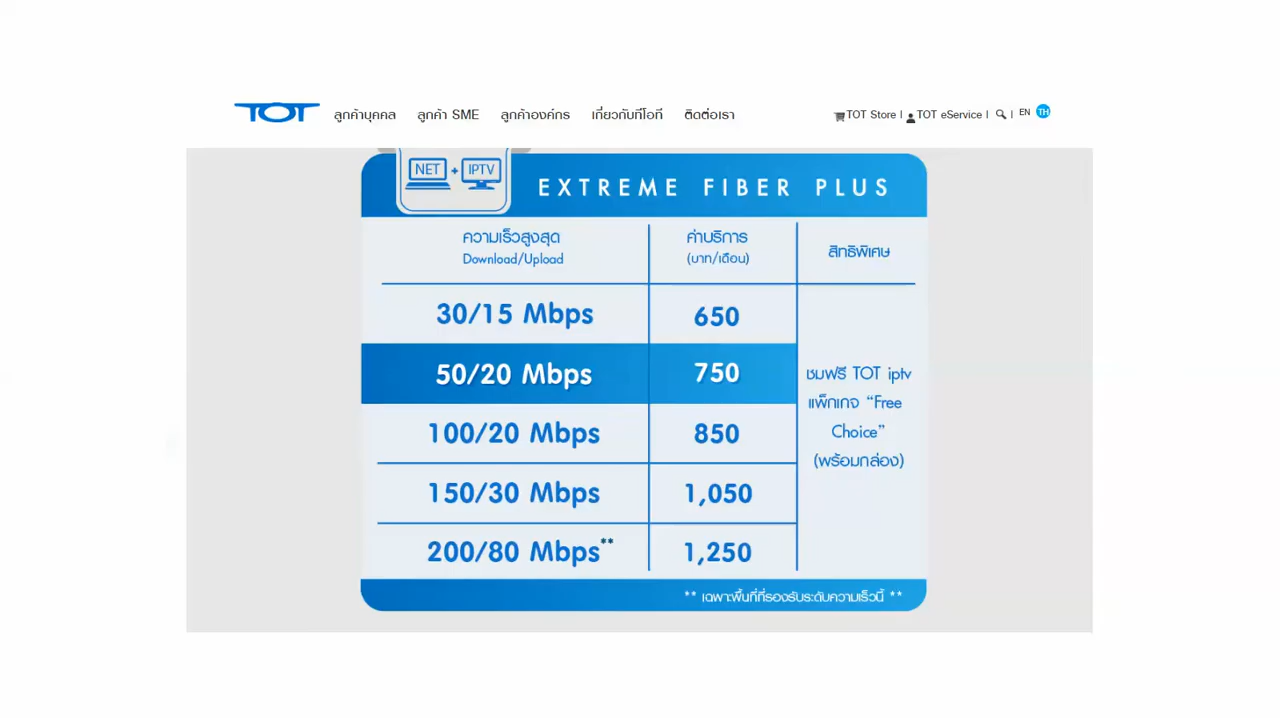 TOT ลูกค้าบุคคล ลูกค้า SME ลูกค้าองค์กร เกี่ยวกับทีโอที ติดต่อเรา TOT Store | TOT eService | | EN TH
NET + IPTV EXTREME FIBER PLUS
ความเร็วสูงสุด ค่าบริการ สิทธิพิเศษ
Download/Upload (บาท/เดือน)
30/15 Mbps 650
50/20 Mbps 750
100/20 Mbps 850
150/30 Mbps 1,050
200/80 Mbps** 1,250
ชมฟรี TOT iptv
แพ็กเกจ “Free
Choice”
(พร้อมกล่อง)
** เฉพาะพื้นที่ที่รองรับระดับความเร็วนี้ **